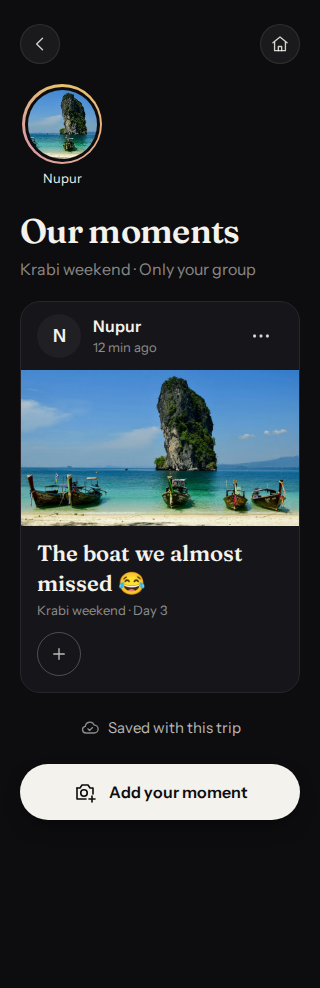 Nupur
Our moments
Krabi weekend · Only your group
N
Nupur
12 min ago
The boat we almost
missed 😂
Krabi weekend · Day 3
Saved with this trip
Add your moment